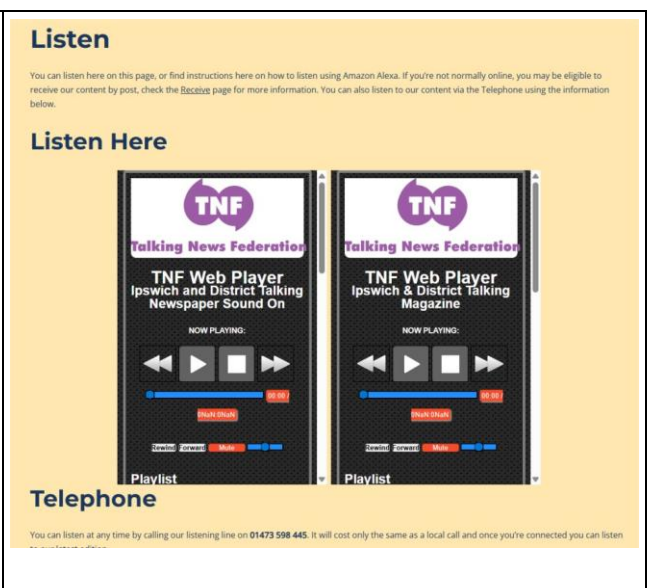 Listen
You can listen here on this page, or find instructions here on how to listen using Amazon Alexa. If you're not normally online, you may be eligible to
receive our content by post, check the Receive page for more information. You can also listen to our content via the Telephone using the information
below.
Listen Here
TNF
Talking News Federation
TNF Web Player
Ipswich and District Talking
Newspaper Sound On
NOW PLAYING:
00:00 /
0NaN:0NaN
Rewind Forward Mute
Playlist
TNF
Talking News Federation
TNF Web Player
Ipswich & District Talking
Magazine
NOW PLAYING:
00:00 /
0NaN:0NaN
Rewind Forward Mute
Playlist
Telephone
You can listen at any time by calling our listening line on 01473 598 445. It will cost only the same as a local call and once you're connected you can listen